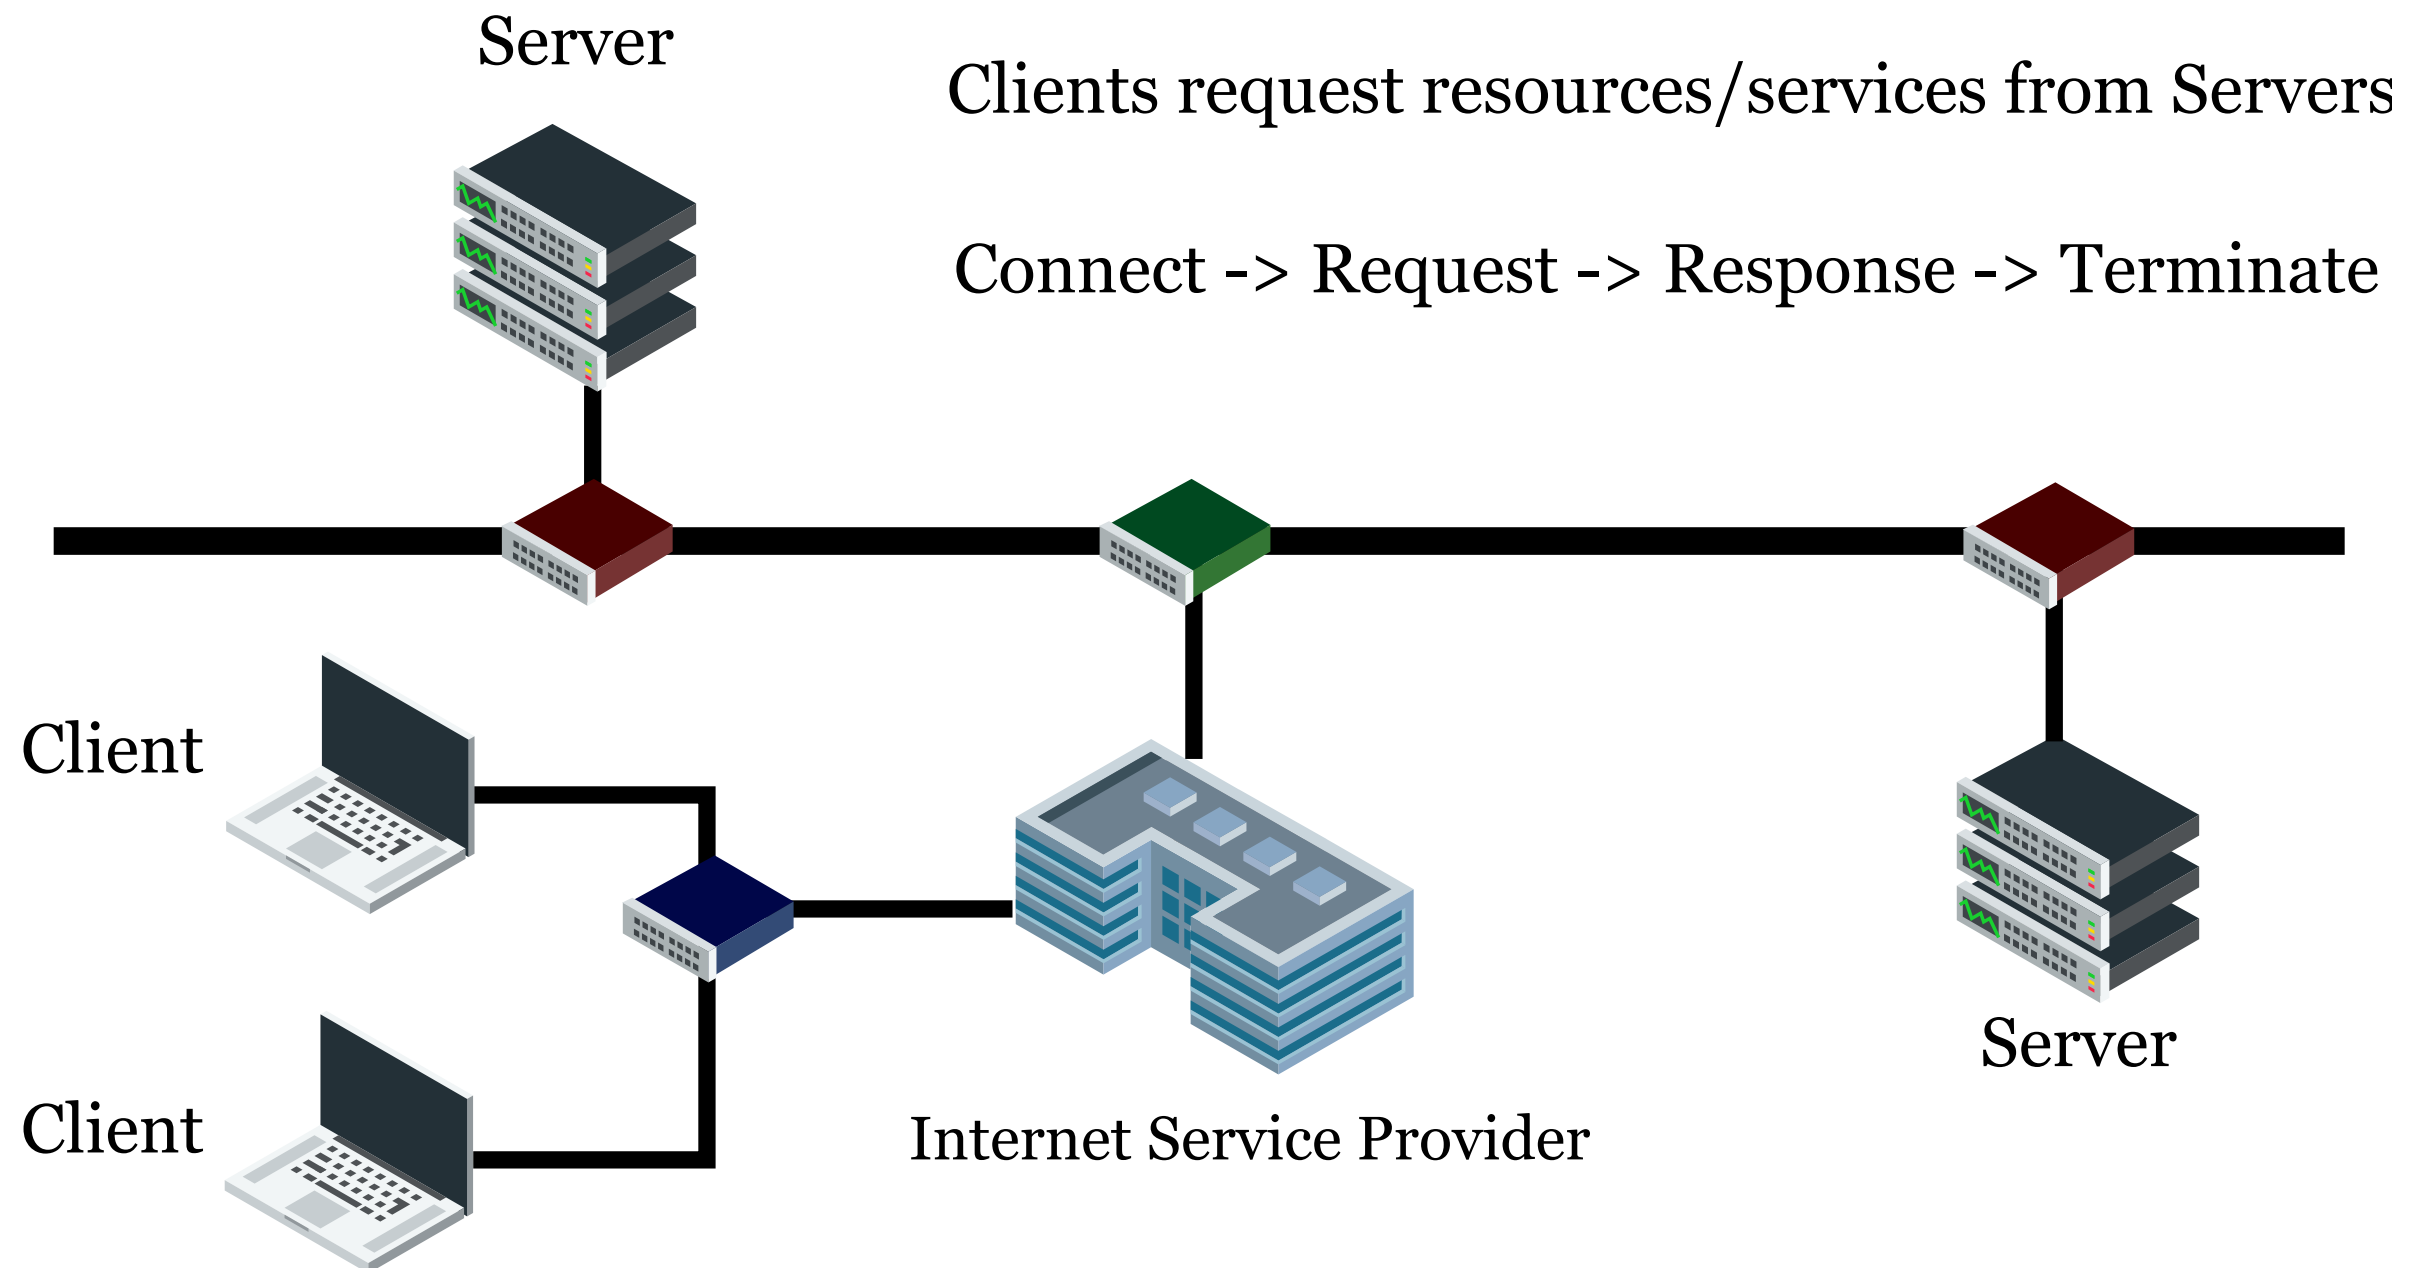 Server
Clients request resources/services from Servers
Connect -> Request -> Response -> Terminate
Client
Client
Internet Service Provider
Server